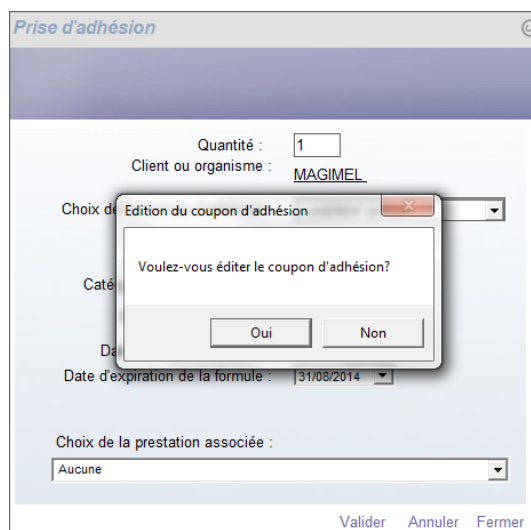 Prise d'adhésion
Quantité : 1
Client ou organisme :
MAGIMEL
Choix de
Edition du coupon d'adhésion
Voulez-vous éditer le coupon d'adhésion?
Oui Non
Date d'expiration de la formule : 31/08/2014
Choix de la prestation associée :
Aucune
Valider Annuler Fermer